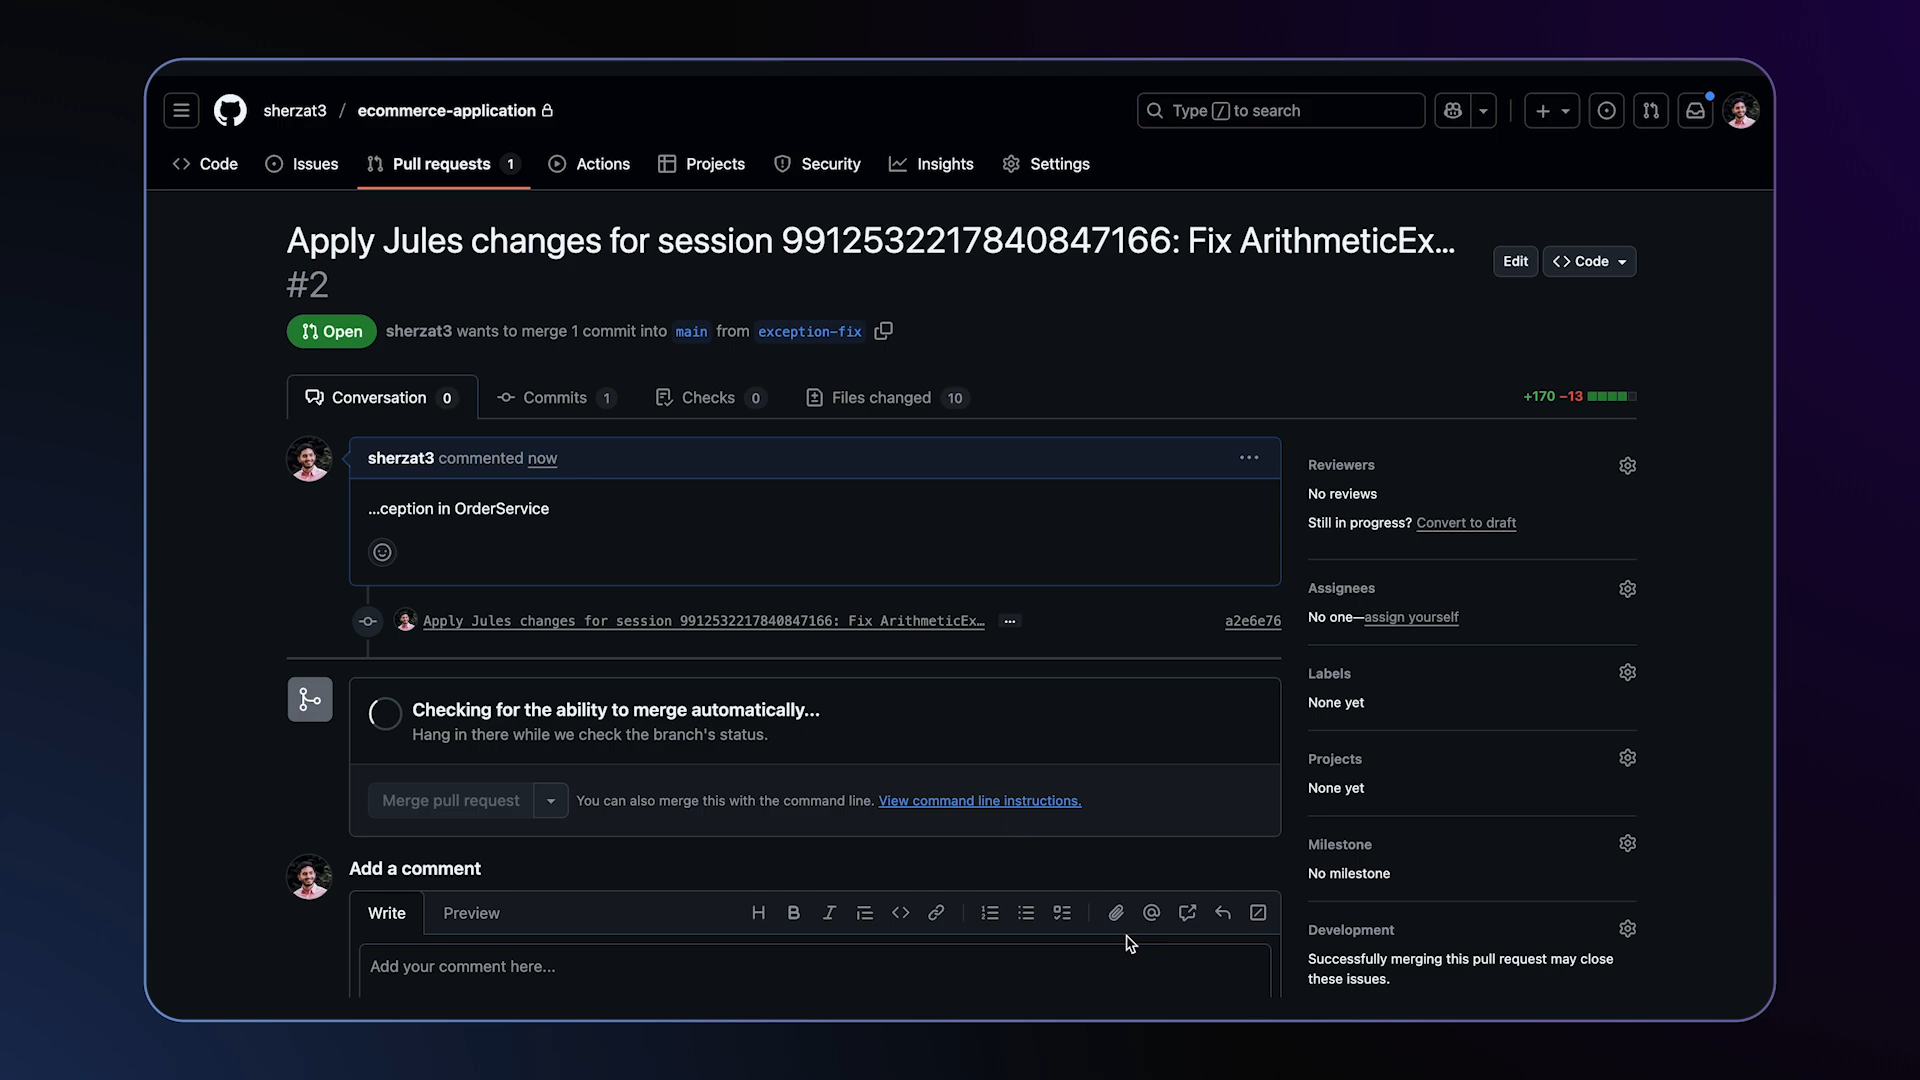 sherzat3 / ecommerce-application
Type / to search
Code
Issues
Pull requests 1
Actions
Projects
Security
Insights
Settings
Apply Jules changes for session 9912532217840847166: Fix ArithmeticEx...
#2
Edit
Code
Open
sherzat3 wants to merge 1 commit into main from exception-fix
Conversation 0
Commits 1
Checks 0
Files changed 10
+170 −13
sherzat3 commented now
...ception in OrderService
Apply Jules changes for session 9912532217840847166: Fix ArithmeticEx…
a2e6e76
Checking for the ability to merge automatically...
Hang in there while we check the branch's status.
Merge pull request
You can also merge this with the command line. View command line instructions.
Add a comment
Write
Preview
Add your comment here...
Reviewers
No reviews
Still in progress? Convert to draft
Assignees
No one—assign yourself
Labels
None yet
Projects
None yet
Milestone
No milestone
Development
Successfully merging this pull request may close
these issues.